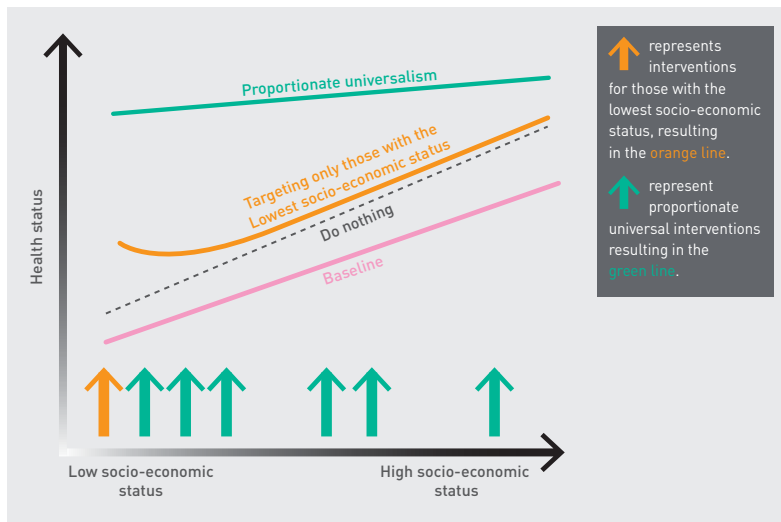 Health status
Proportionate universalism
Targeting only those with the
Lowest socio-economic status
Do nothing
Baseline
Low socio-economic
status
High socio-economic
status
represents
interventions
for those with the
lowest socio-economic
status, resulting
in the orange line.
represent
proportionate
universal interventions
resulting in the
green line.